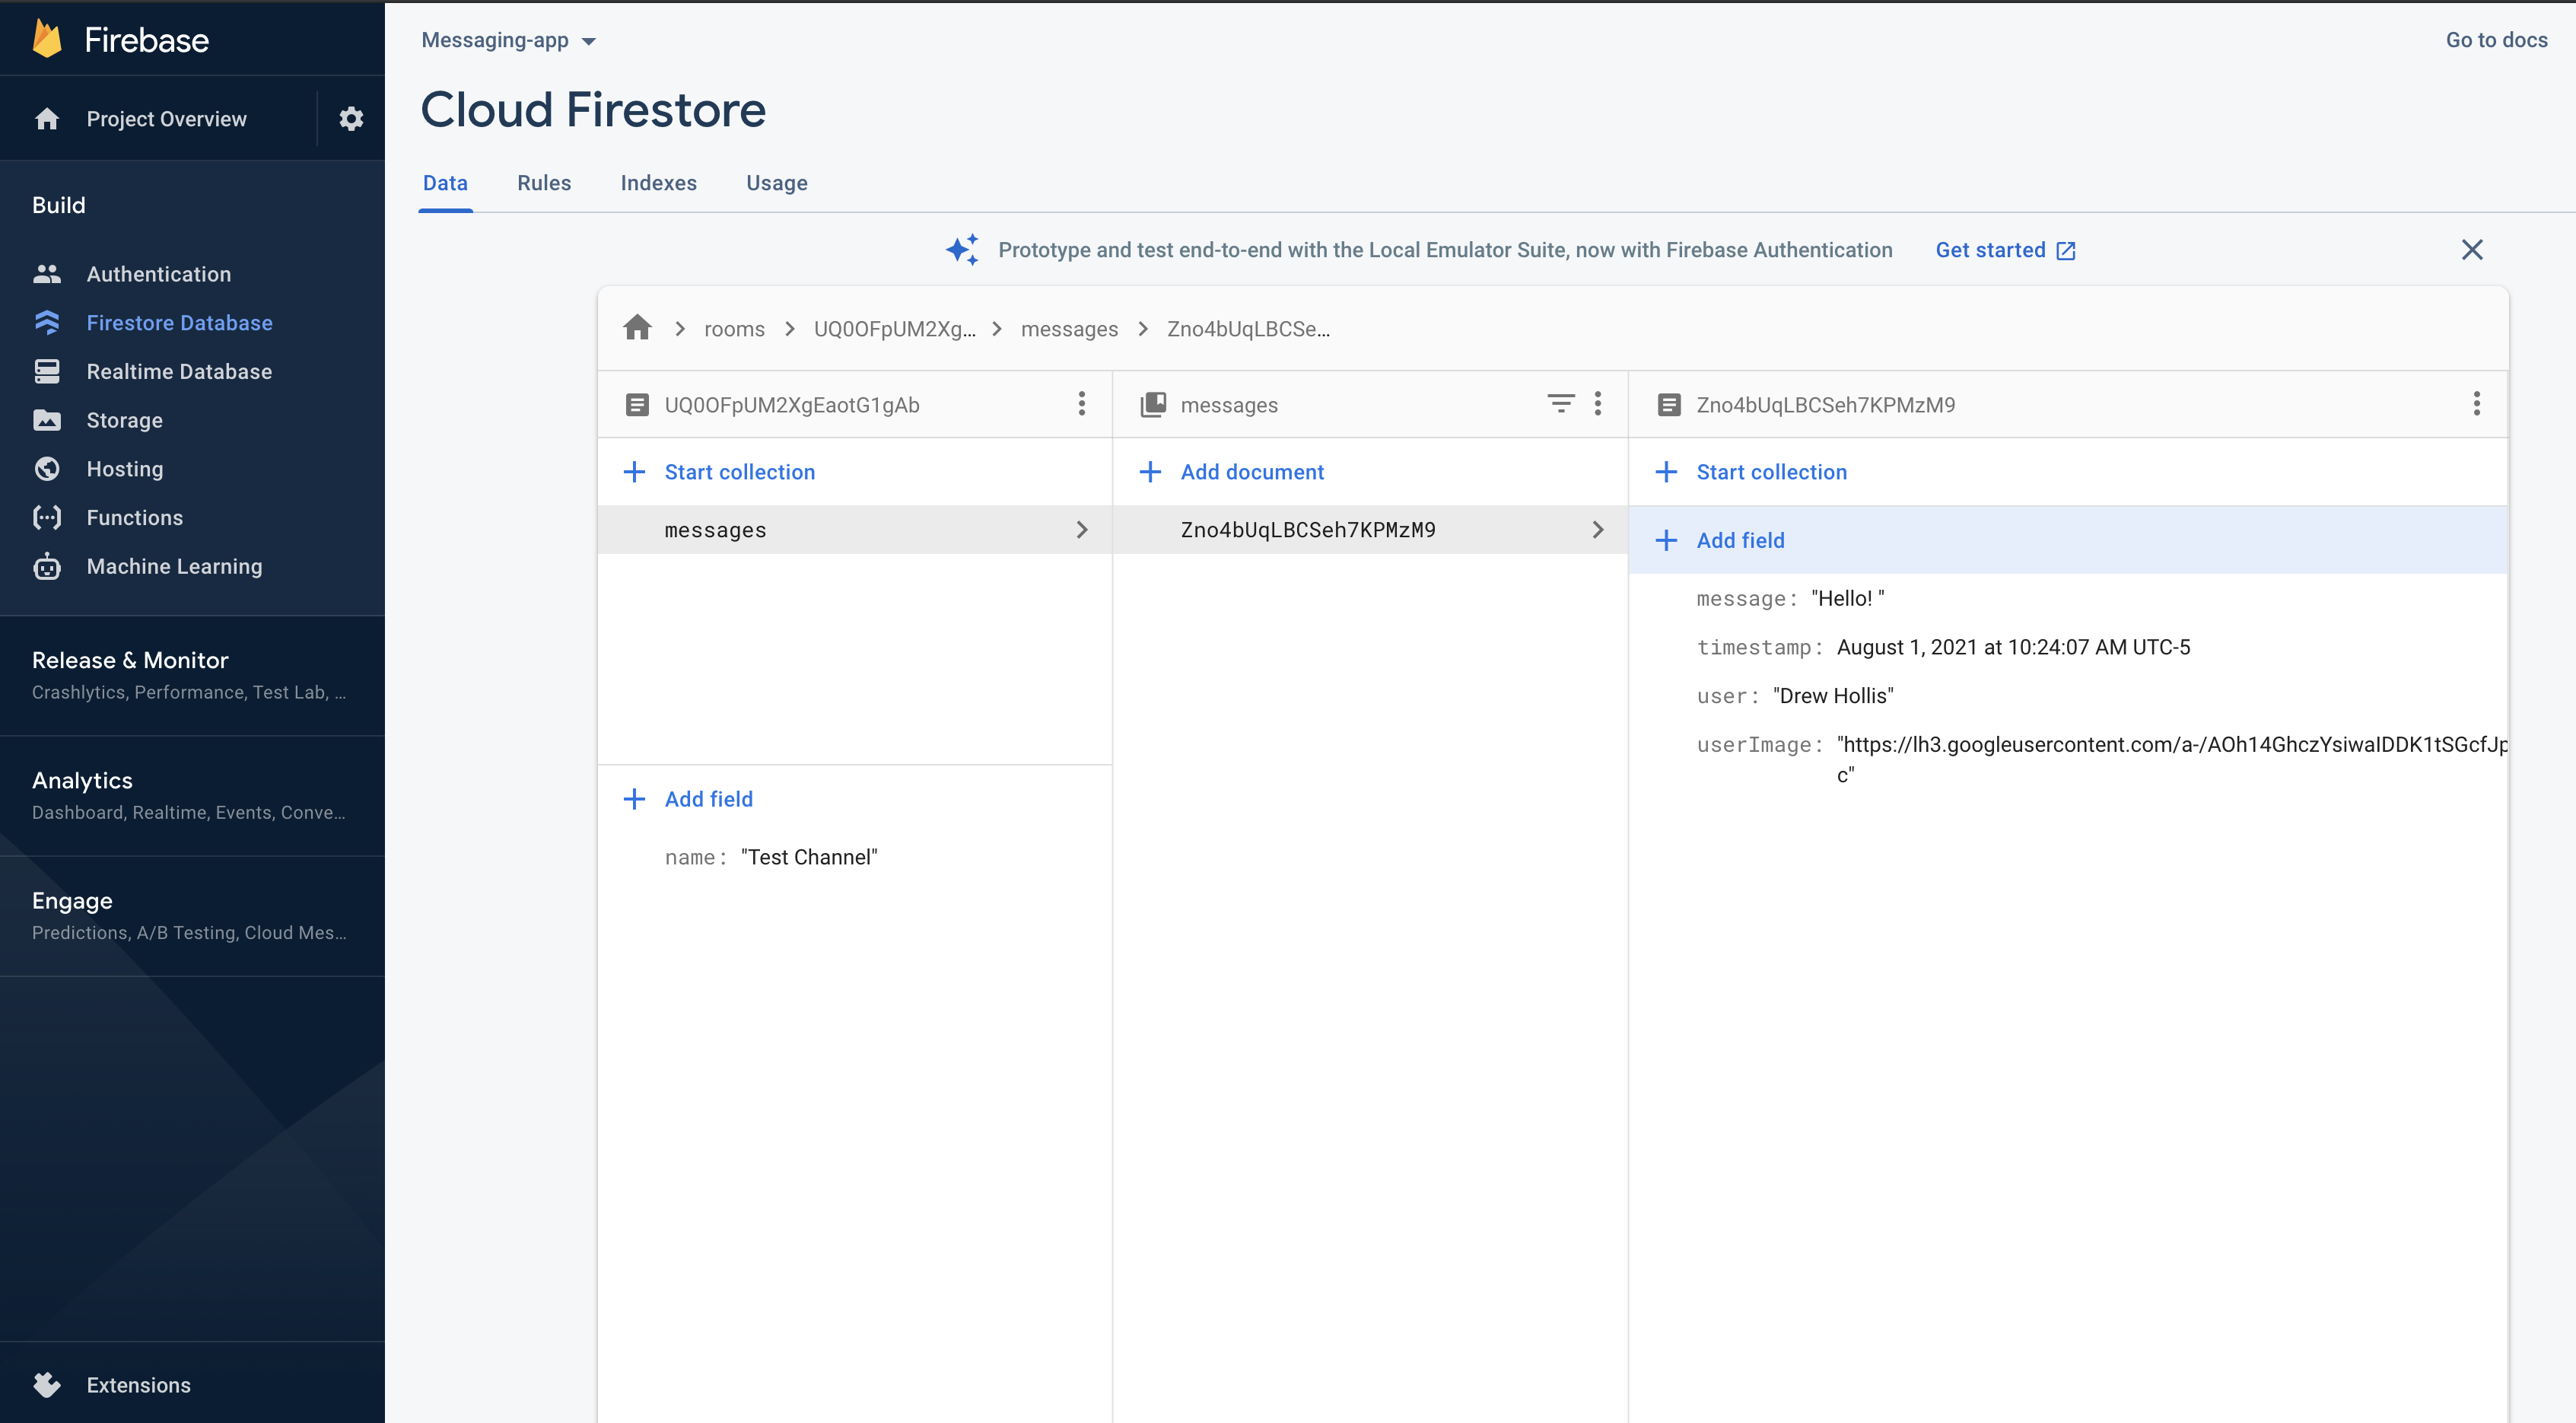 Firebase
Project Overview
Build
Authentication
Firestore Database
Realtime Database
Storage
Hosting
Functions
Machine Learning
Release & Monitor
Crashlytics, Performance, Test Lab, ...
Analytics
Dashboard, Realtime, Events, Conve...
Engage
Predictions, A/B Testing, Cloud Mes...
Extensions
Messaging-app
Go to docs
Cloud Firestore
Data Rules Indexes Usage
Prototype and test end-to-end with the Local Emulator Suite, now with Firebase Authentication Get started
rooms UQ0OFpUM2Xg... messages Zno4bUqLBCSe...
UQ0OFpUM2XgEaotG1gAb
Start collection
messages
Add field
name: "Test Channel"
messages
Add document
Zno4bUqLBCSeh7KPMzM9
Zno4bUqLBCSeh7KPMzM9
Start collection
Add field
message: "Hello! "
timestamp: August 1, 2021 at 10:24:07 AM UTC-5
user: "Drew Hollis"
userImage: "https://lh3.googleusercontent.com/a-/AOh14GhczYsiwaIDDK1tSGcfJp
c"